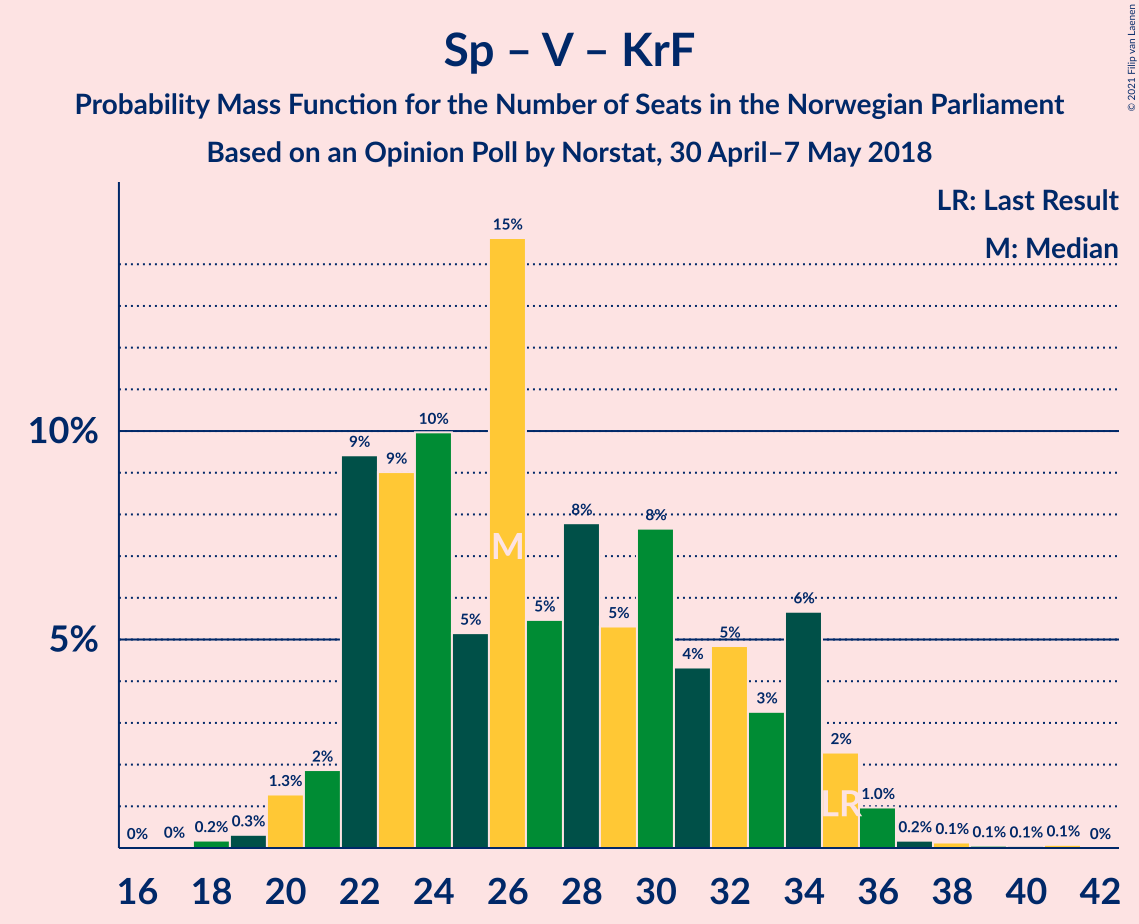 © 2021 Filip van Laenen
Sp – V – KrF
Probability Mass Function for the Number of Seats in the Norwegian Parliament
Based on an Opinion Poll by Norstat, 30 April–7 May 2018
LR: Last Result
M: Median
10%
5%
0% 0% 0.2% 0.3% 1.3% 2% 9% 9% 10% 5% 15% 5% 8% 5% 8% 4% 5% 3% 6% 2% 1.0% 0.2% 0.1% 0.1% 0.1% 0.1% 0%
M
LR
16 18 20 22 24 26 28 30 32 34 36 38 40 42